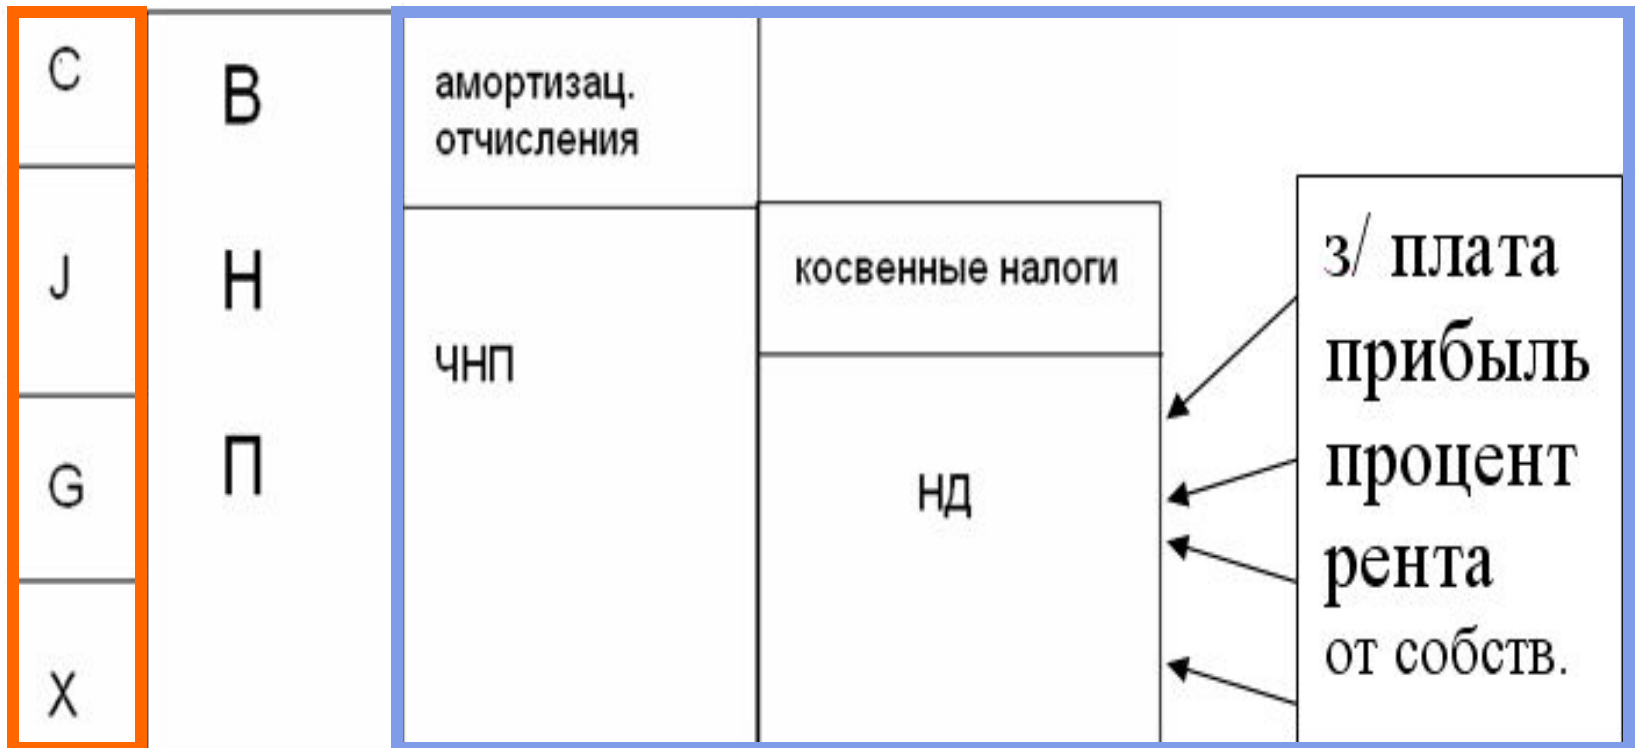 C
J
G
X
В
Н
П
амортизац.
отчисления
ЧНП
косвенные налоги
НД
з/ плата
прибыль
процент
рента
от собств.